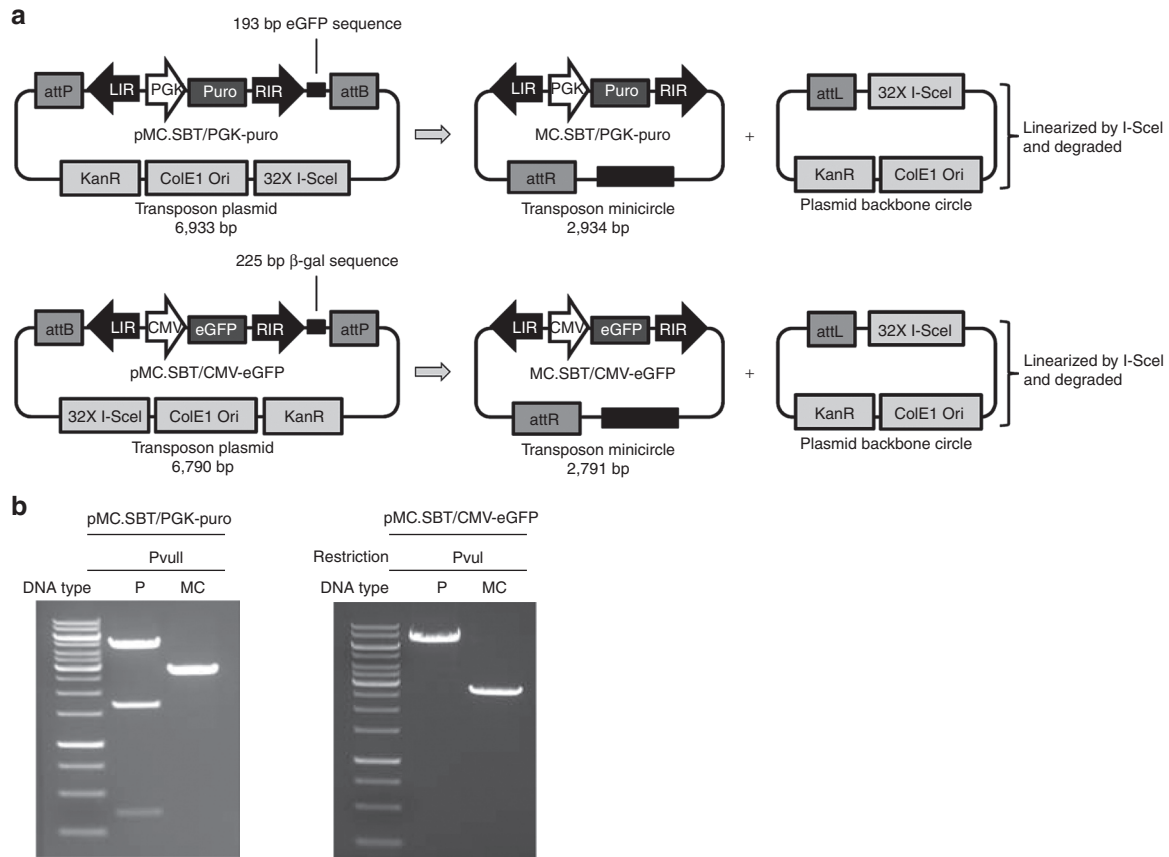 a
193 bp eGFP sequence
attP LIR PGK Puro RIR attB
pMC.SBT/PGK-puro
KanR ColE1 Ori 32X I-SceI
Transposon plasmid
6,933 bp
LIR PGK Puro RIR
MC.SBT/PGK-puro
attR
Transposon minicircle
2,934 bp
+
attL 32X I-SceI
KanR ColE1 Ori
Plasmid backbone circle
Linearized by I-SceI
and degraded
225 bp β-gal sequence
attB LIR CMV eGFP RIR attP
pMC.SBT/CMV-eGFP
32X I-SceI ColE1 Ori KanR
Transposon plasmid
6,790 bp
LIR CMV eGFP RIR
MC.SBT/CMV-eGFP
attR
Transposon minicircle
2,791 bp
+
attL 32X I-SceI
KanR ColE1 Ori
Plasmid backbone circle
Linearized by I-SceI
and degraded
b
pMC.SBT/PGK-puro
PvuII
DNA type P MC
pMC.SBT/CMV-eGFP
Restriction PvuI
DNA type P MC